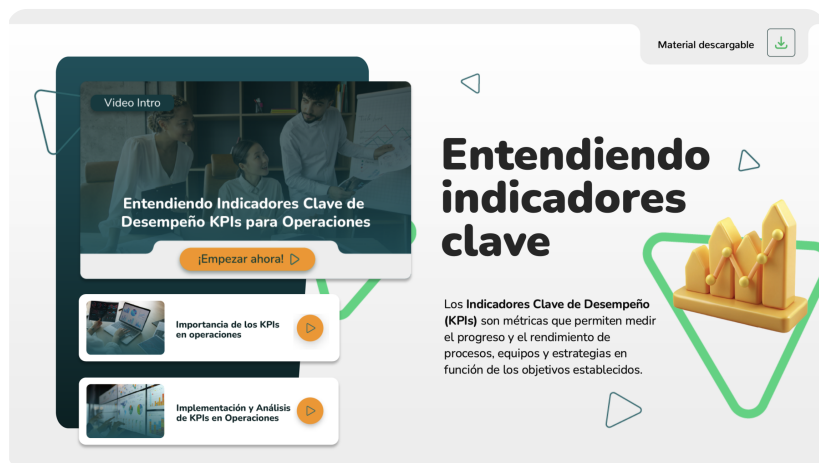 Material descargable
Video Intro
Entendiendo Indicadores Clave de
Desempeño KPIs para Operaciones
¡Empezar ahora!
Importancia de los KPIs
en operaciones
Implementación y Análisis
de KPIs en Operaciones
Entendiendo
indicadores
clave
Los Indicadores Clave de Desempeño
(KPIs) son métricas que permiten medir
el progreso y el rendimiento de
procesos, equipos y estrategias en
función de los objetivos establecidos.